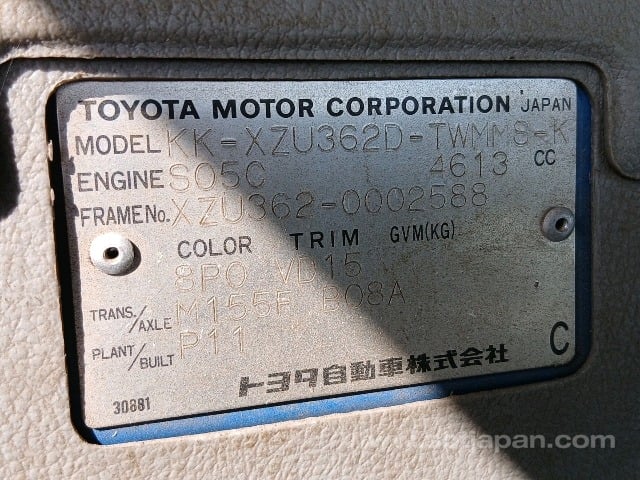 TOYOTA MOTOR CORPORATION JAPAN
MODEL KK-XZU362D-TWMMS-K
ENGINE S05C 4613 CC
FRAME No. XZU362-0002588
COLOR TRIM GVM(KG)
8P0 VD15
TRANS./AXLE M155F B08A
PLANT/BUILT P11
トヨタ自動車株式会社 C
30881